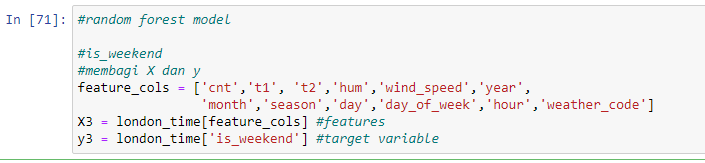 In [71]: #random forest model
#is_weekend
#membagi X dan y
feature_cols = ['cnt','t1', 't2','hum','wind_speed','year',
'month','season','day','day_of_week','hour','weather_code']
X3 = london_time[feature_cols] #features
y3 = london_time['is_weekend'] #target variable